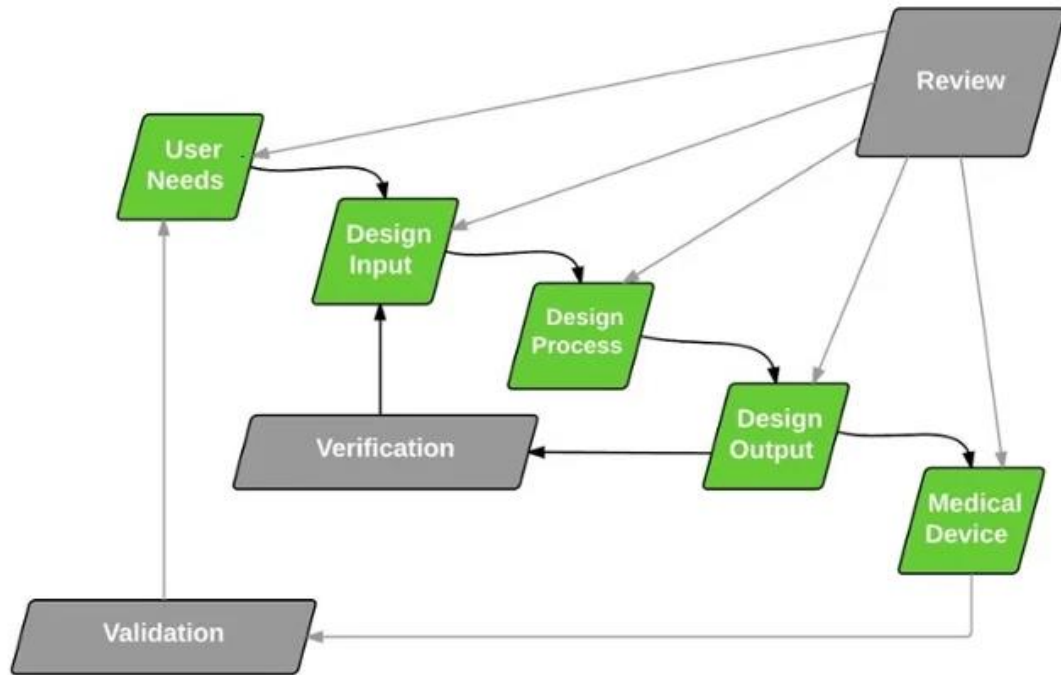 Review
User
Needs
Design
Input
Design
Process
Design
Output
Verification
Medical
Device
Validation